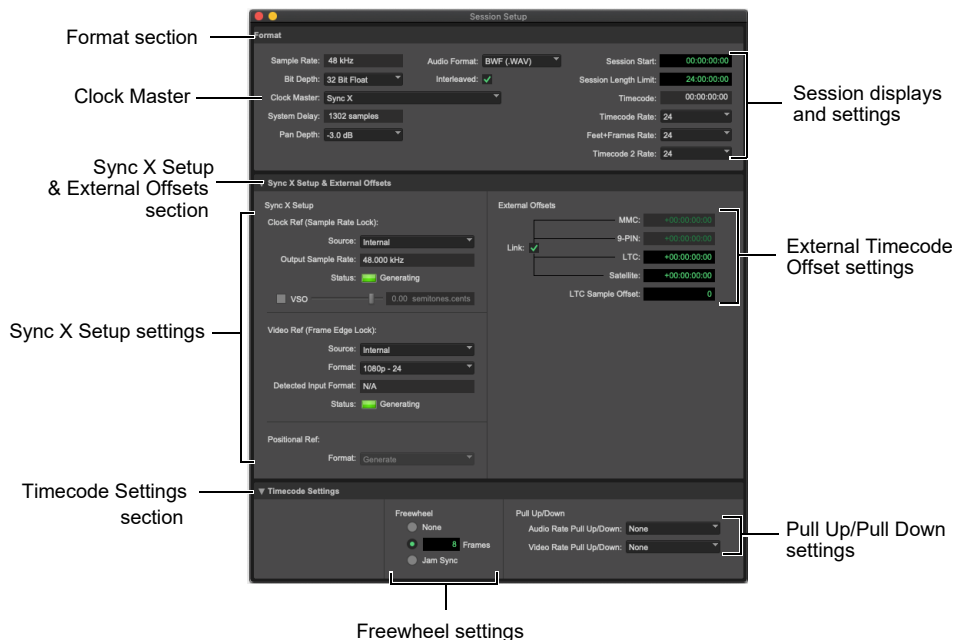 Session Setup
Format section
Format
Sample Rate: 48 kHz
Audio Format: BWF (.WAV)
Session Start: 00:00:00:00
Bit Depth: 32 Bit Float
Interleaved:
Session Length Limit: 24:00:00:00
Clock Master
Clock Master: Sync X
Timecode: 00:00:00:00
Session displays
and settings
System Delay: 1302 samples
Timecode Rate: 24
Pan Depth: -3.0 dB
Feet+Frames Rate: 24
Timecode 2 Rate: 24
Sync X Setup
& External Offsets
section
Sync X Setup & External Offsets
Sync X Setup
Clock Ref (Sample Rate Lock):
Source: Internal
Output Sample Rate: 48.000 kHz
Status: Generating
VSO 0.00 semitones.cents
External Offsets
MMC: +00:00:00:00
9-PIN: +00:00:00:00
Link:
LTC: +00:00:00:00
Satellite: +00:00:00:00
LTC Sample Offset: 0
External Timecode
Offset settings
Sync X Setup settings
Video Ref (Frame Edge Lock):
Source: Internal
Format: 1080p - 24
Detected Input Format: N/A
Status: Generating
Positional Ref:
Format: Generate
Timecode Settings
section
Timecode Settings
Freewheel
None
8 Frames
Jam Sync
Pull Up/Down
Audio Rate Pull Up/Down: None
Video Rate Pull Up/Down: None
Pull Up/Pull Down
settings
Freewheel settings